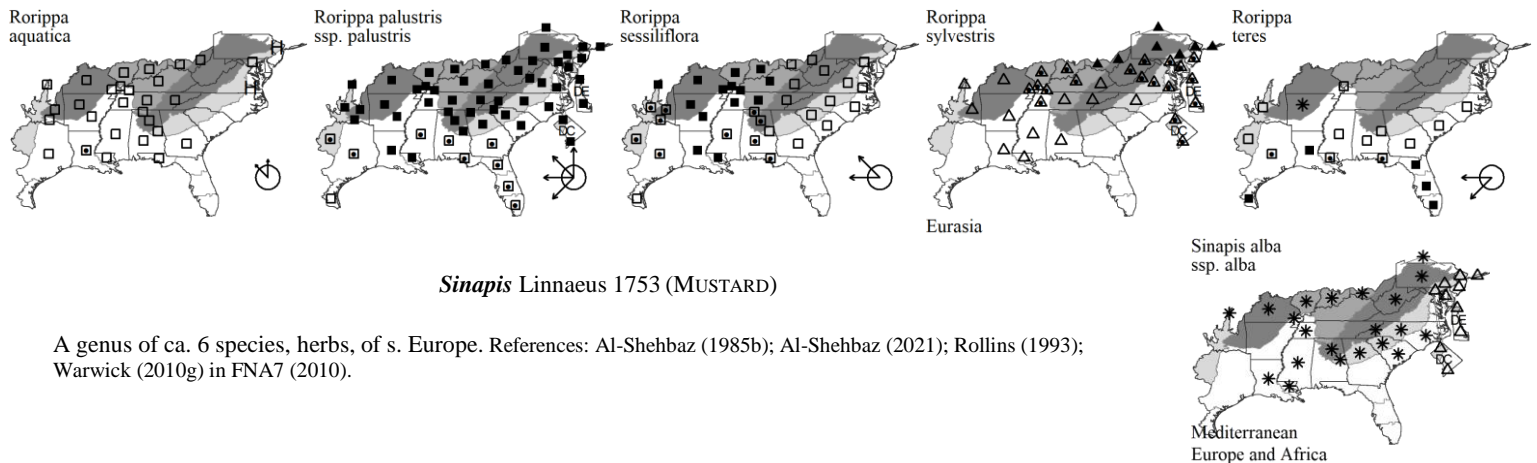 Rorippa
aquatica
Rorippa palustris
ssp. palustris
Rorippa
sessiliflora
Rorippa
sylvestris
Rorippa
teres
H
H
DE
DC
DE
DC
Eurasia
Sinapis alba
ssp. alba
Sinapis Linnaeus 1753 (MUSTARD)
DE
DC
A genus of ca. 6 species, herbs, of s. Europe. References: Al-Shehbaz (1985b); Al-Shehbaz (2021); Rollins (1993);
Warwick (2010g) in FNA7 (2010).
Mediterranean
Europe and Africa